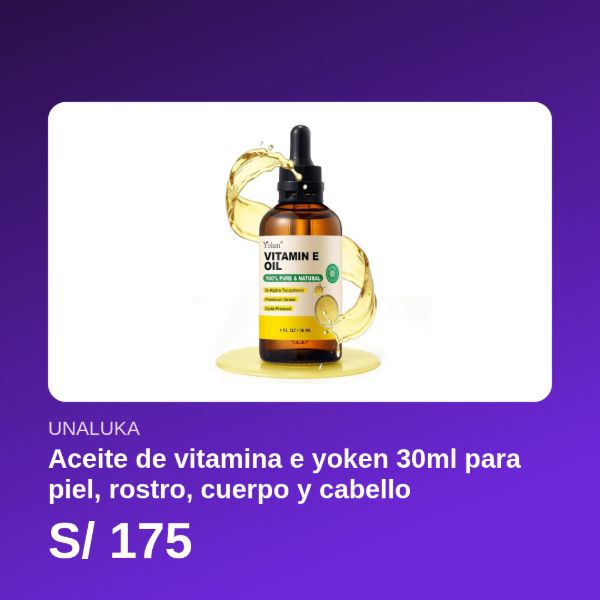 Yoken®
VITAMIN E
OIL
100% PURE & NATURAL
D-Alpha Tocopherol
Premium Grade
Cold-Pressed
1 FL OZ / 30 ML
UNALUKA
Aceite de vitamina e yoken 30ml para
piel, rostro, cuerpo y cabello
S/ 175